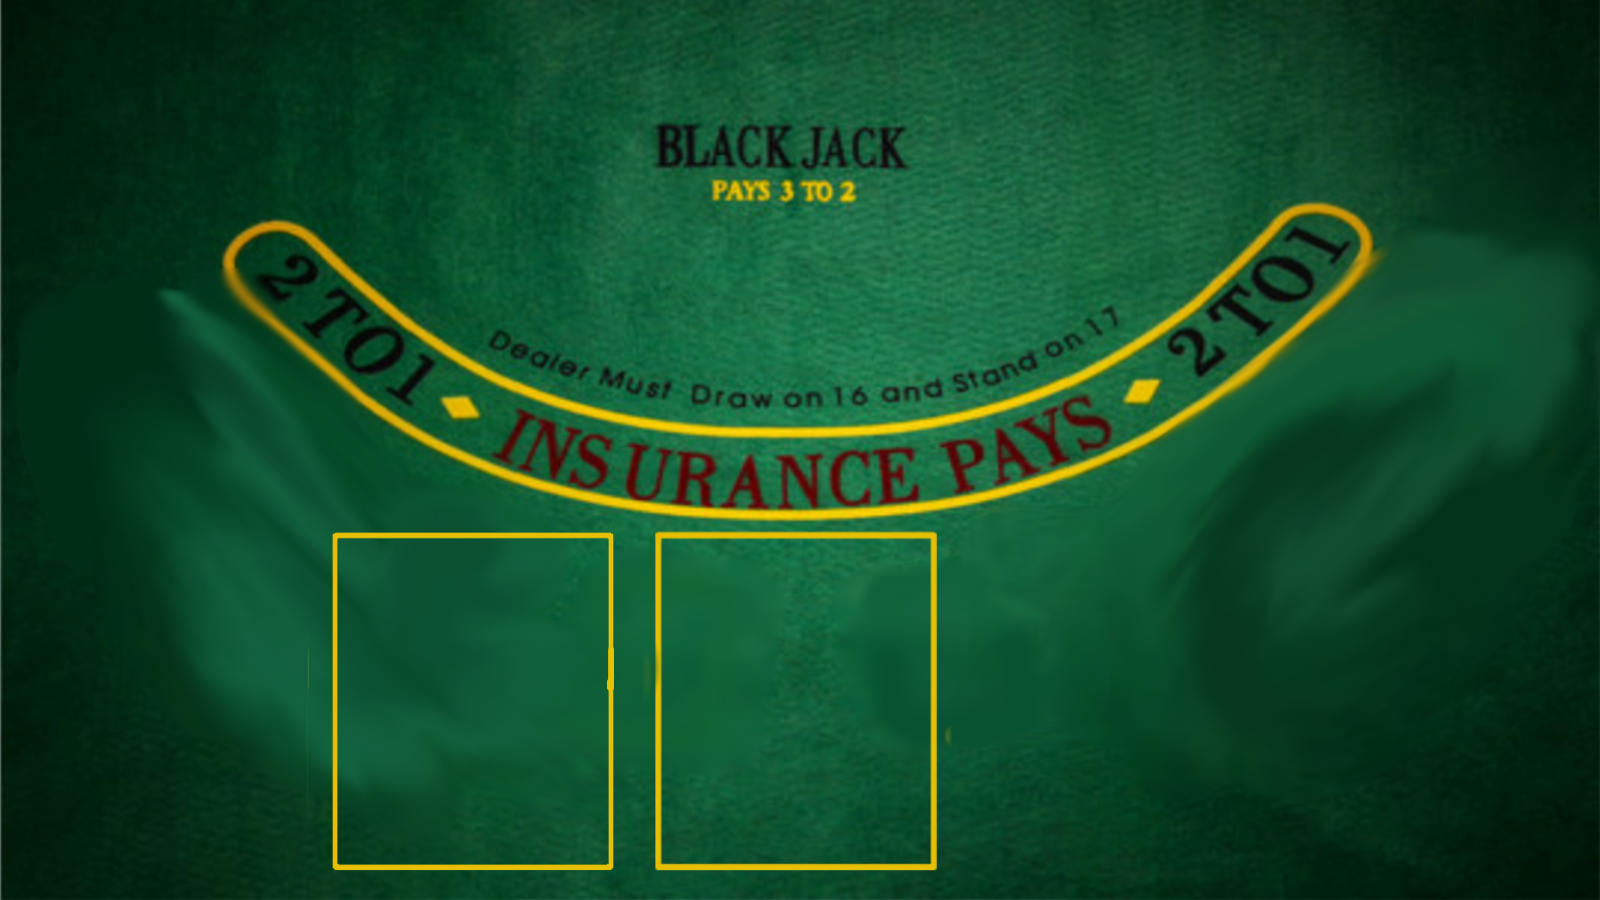 BLACK JACK
PAYS 3 TO 2
Dealer Must Draw on 16 and Stand on 17
2 TO 1 INSURANCE PAYS 2 TO 1